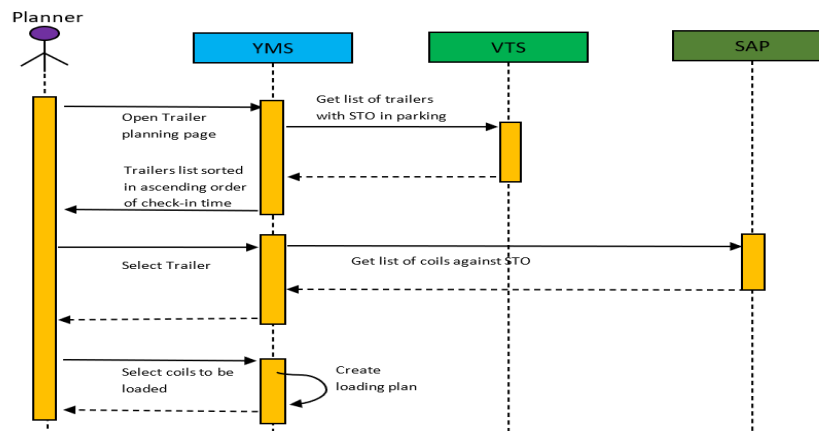 Planner
YMS
VTS
SAP
Open Trailer
planning page
Get list of trailers
with STO in parking
Trailers list sorted
in ascending order
of check-in time
Select Trailer
Get list of coils against STO
Select coils to be
loaded
Create
loading plan